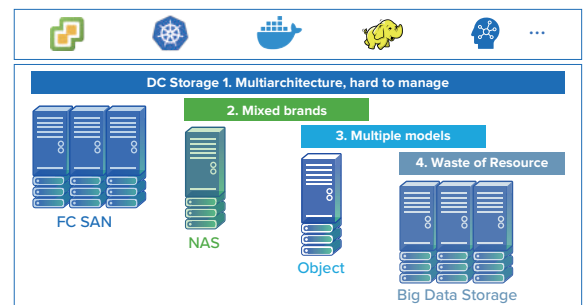 ...
DC Storage 1. Multiarchitecture, hard to manage
2. Mixed brands
3. Multiple models
4. Waste of Resource
FC SAN
NAS
Object
Big Data Storage